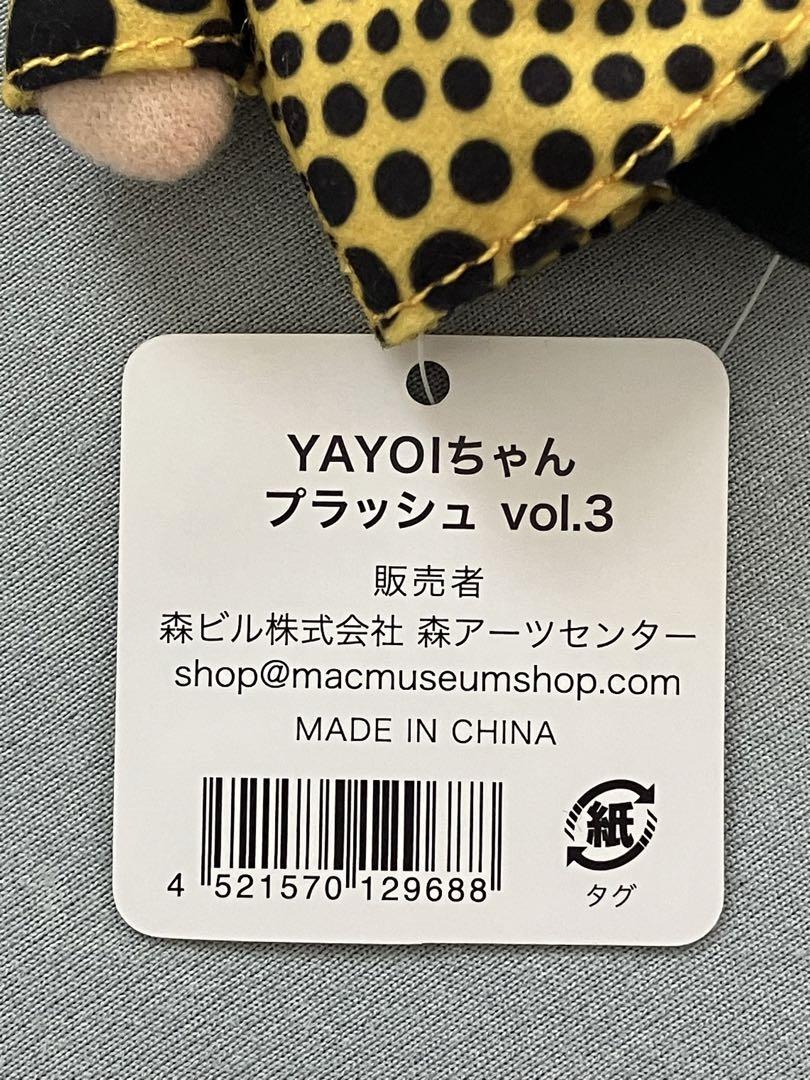 YAYOIちゃん
プラッシュ vol.3
販売者
森ビル株式会社 森アーツセンター
shop@macmuseumshop.com
MADE IN CHINA
4 521570 129688
紙
タグ